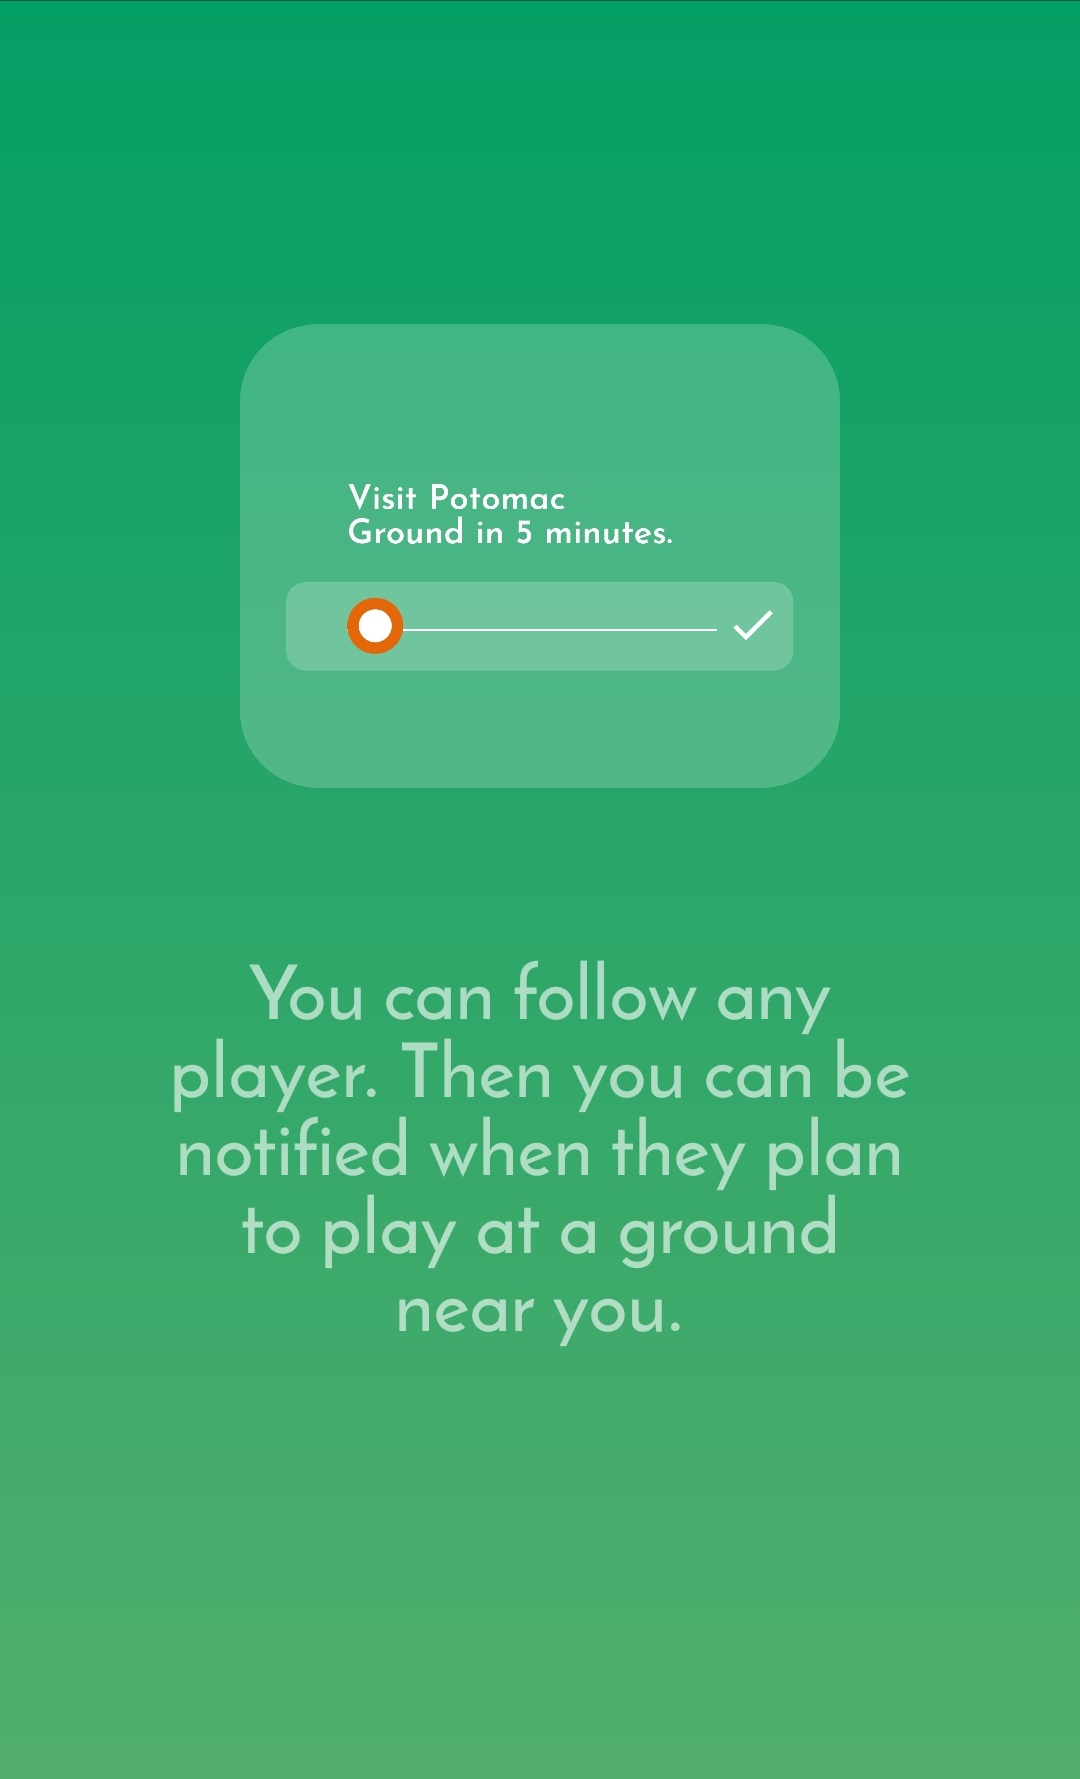 Visit Potomac
Ground in 5 minutes.
You can follow any
player. Then you can be
notified when they plan
to play at a ground
near you.